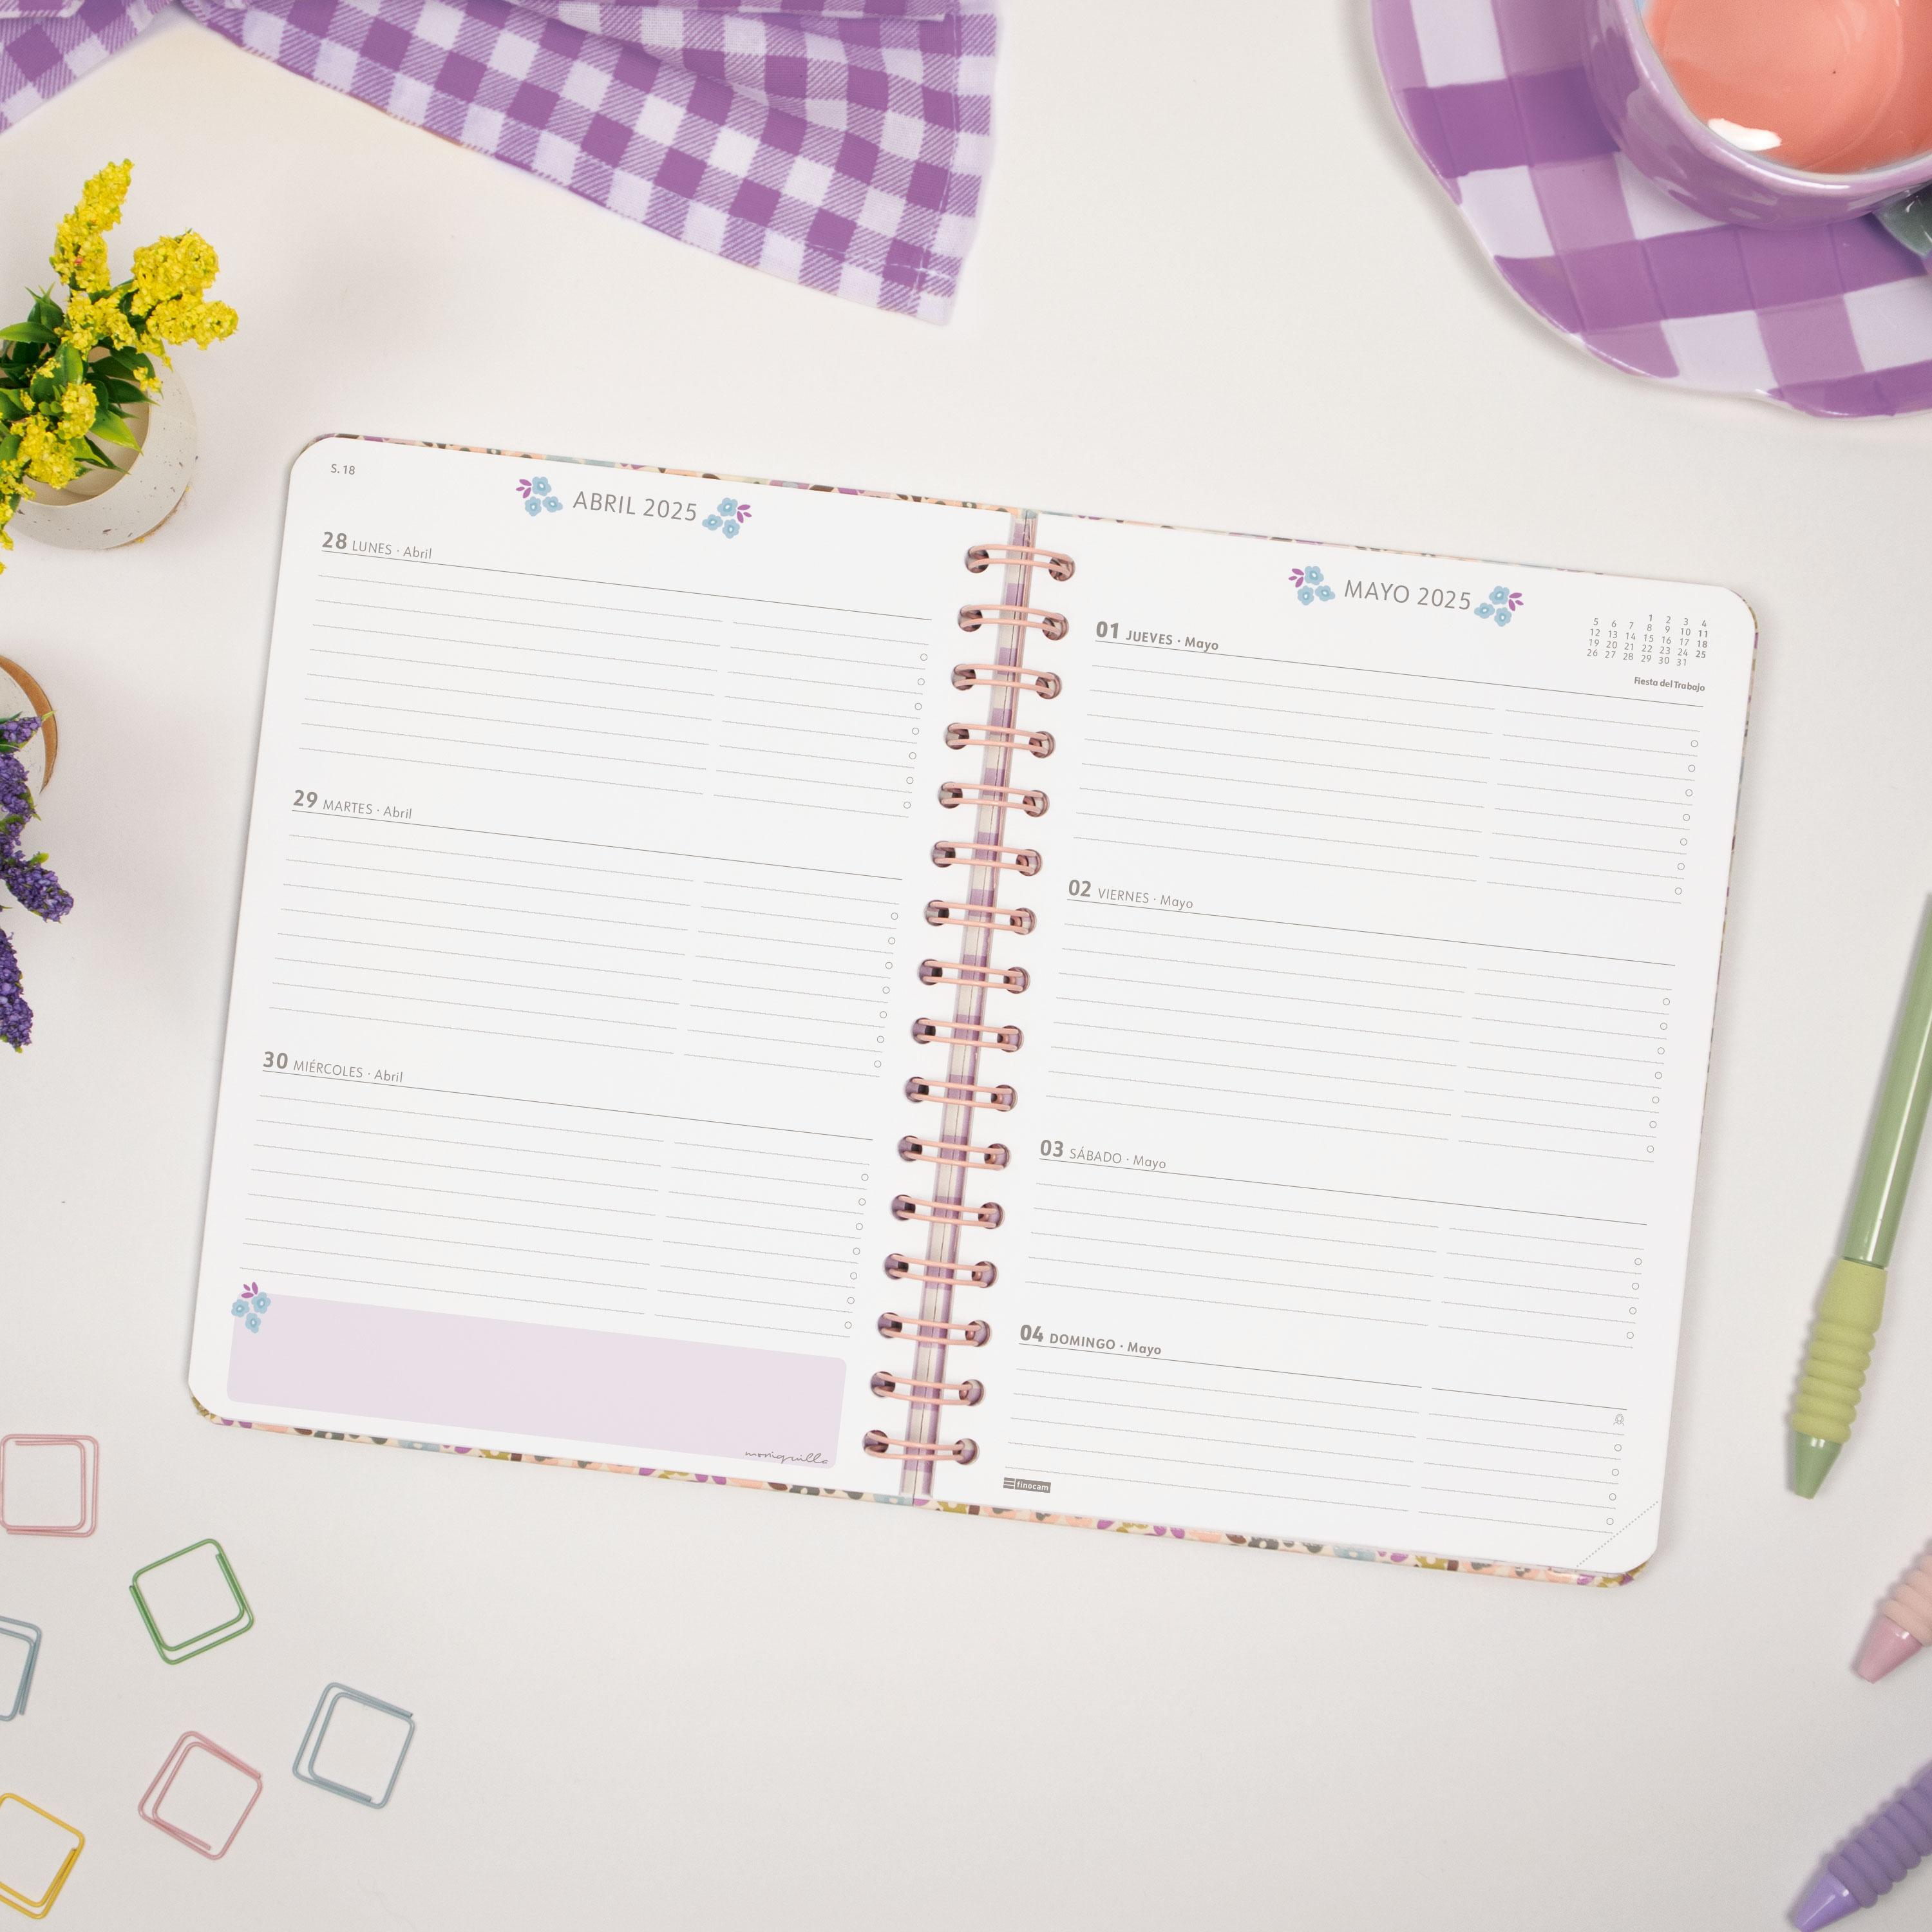 S. 18
ABRIL 2025
28 LUNES · Abril
29 MARTES · Abril
30 MIÉRCOLES · Abril
MAYO 2025
1 2 3 4
5 6 7 8 9 10 11
12 13 14 15 16 17 18
19 20 21 22 23 24 25
26 27 28 29 30 31
01 JUEVES · Mayo
Fiesta del Trabajo
02 VIERNES · Mayo
03 SÁBADO · Mayo
04 DOMINGO · Mayo
finocam